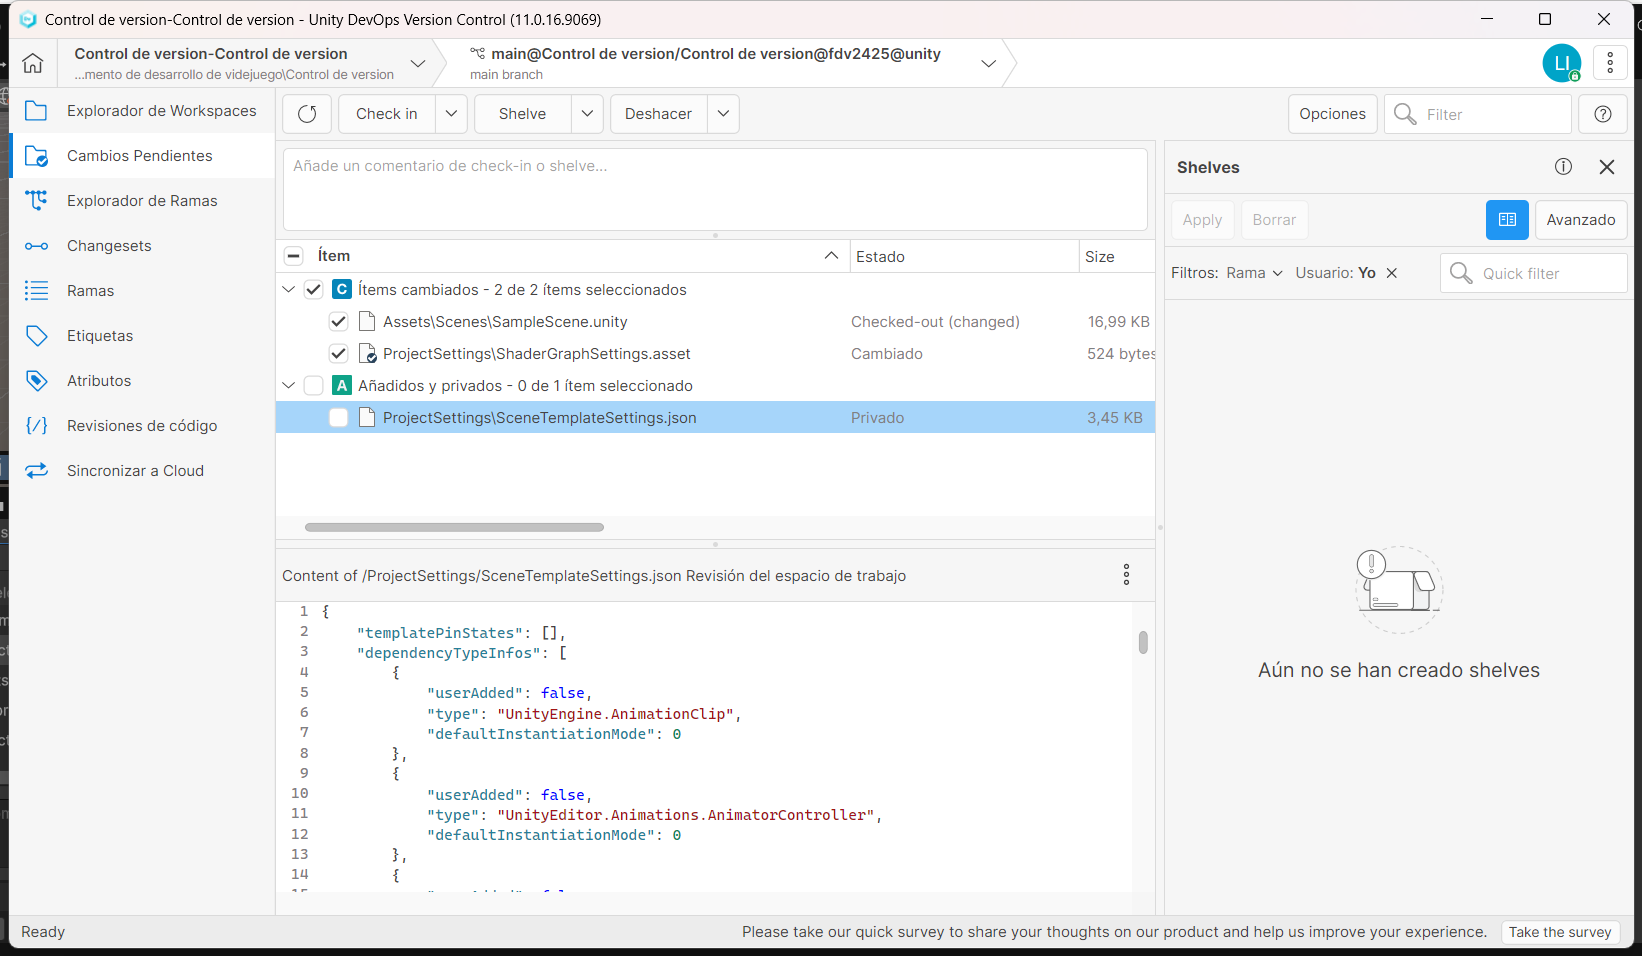 Control de version-Control de version - Unity DevOps Version Control (11.0.16.9069)
Control de version-Control de version
...mento de desarrollo de videjuego\Control de version
main@Control de version/Control de version@fdv2425@unity
main branch
LI
Explorador de Workspaces
Cambios Pendientes
Explorador de Ramas
Changesets
Ramas
Etiquetas
Atributos
Revisiones de código
Sincronizar a Cloud
Check in
Shelve
Deshacer
Opciones
Filter
Añade un comentario de check-in o shelve...
Ítem Estado Size
C Ítems cambiados - 2 de 2 ítems seleccionados
Assets\Scenes\SampleScene.unity Checked-out (changed) 16,99 KB
ProjectSettings\ShaderGraphSettings.asset Cambiado 524 bytes
A Añadidos y privados - 0 de 1 ítem seleccionado
ProjectSettings\SceneTemplateSettings.json Privado 3,45 KB
Content of /ProjectSettings/SceneTemplateSettings.json Revisión del espacio de trabajo
1 {
2 "templatePinStates": [],
3 "dependencyTypeInfos": [
4 {
5 "userAdded": false,
6 "type": "UnityEngine.AnimationClip",
7 "defaultInstantiationMode": 0
8 },
9 {
10 "userAdded": false,
11 "type": "UnityEditor.Animations.AnimatorController",
12 "defaultInstantiationMode": 0
13 },
14 {
Shelves
Apply
Borrar
Avanzado
Filtros: Rama Usuario: Yo
Quick filter
Aún no se han creado shelves
Ready
Please take our quick survey to share your thoughts on our product and help us improve your experience.
Take the survey